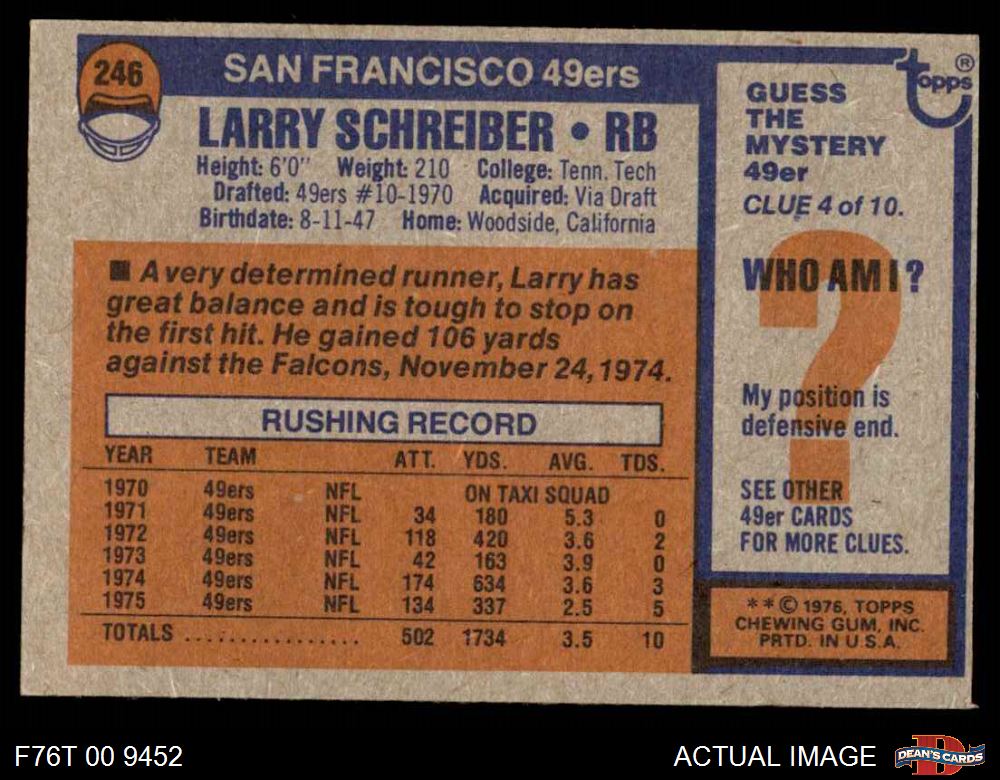 246
SAN FRANCISCO 49ers
LARRY SCHREIBER • RB
Height: 6'0" Weight: 210 College: Tenn. Tech
Drafted: 49ers #10-1970 Acquired: Via Draft
Birthdate: 8-11-47 Home: Woodside, California
■ A very determined runner, Larry has
great balance and is tough to stop on
the first hit. He gained 106 yards
against the Falcons, November 24, 1974.
RUSHING RECORD
YEAR TEAM ATT. YDS. AVG. TDS.
1970 49ers NFL ON TAXI SQUAD
1971 49ers NFL 34 180 5.3 0
1972 49ers NFL 118 420 3.6 2
1973 49ers NFL 42 163 3.9 0
1974 49ers NFL 174 634 3.6 3
1975 49ers NFL 134 337 2.5 5
TOTALS ................ 502 1734 3.5 10
topps ®
GUESS
THE
MYSTERY
49er
CLUE 4 of 10.
?
WHO AM I?
My position is
defensive end.
SEE OTHER
49er CARDS
FOR MORE CLUES.
* * © 1976, TOPPS
CHEWING GUM, INC.
PRTD. IN U.S.A.
F76T 00 9452
ACTUAL IMAGE
D
DEAN'S CARDS